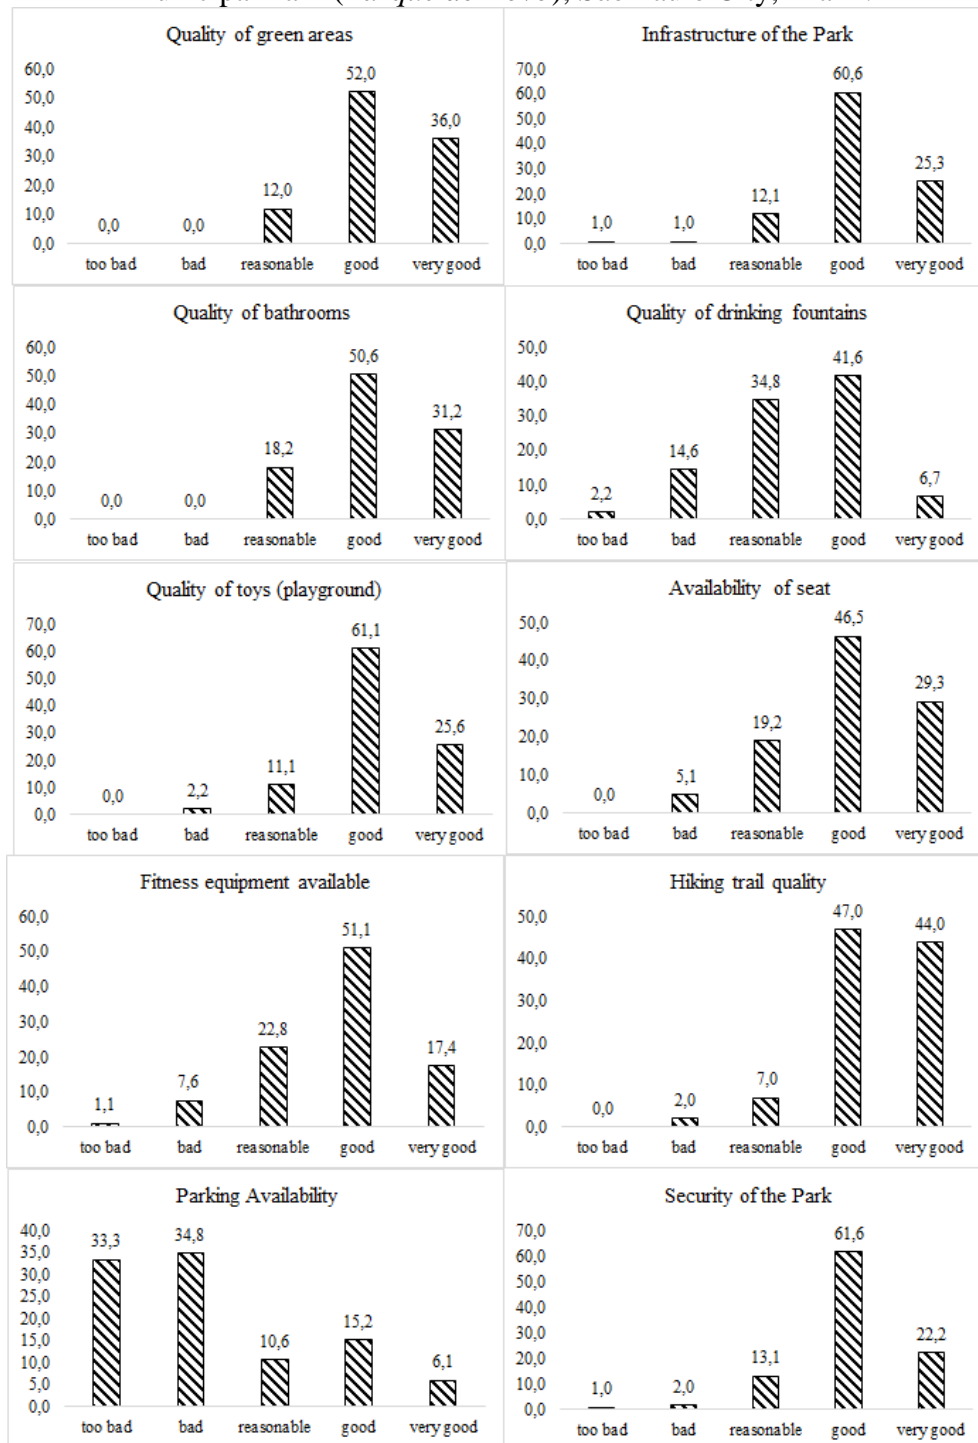 (Parque do Povo), São Paulo City,
Quality of green areas
60,0
50,0
40,0
30,0
20,0
10,0
0,0
0,0 0,0 12,0 52,0 36,0
too bad bad reasonable good very good
Infrastructure of the Park
70,0
60,0
50,0
40,0
30,0
20,0
10,0
0,0
1,0 1,0 12,1 60,6 25,3
too bad bad reasonable good very good
Quality of bathrooms
60,0
50,0
40,0
30,0
20,0
10,0
0,0
0,0 0,0 18,2 50,6 31,2
too bad bad reasonable good very good
Quality of drinking fountains
50,0
40,0
30,0
20,0
10,0
0,0
2,2 14,6 34,8 41,6 6,7
too bad bad reasonable good very good
Quality of toys (playground)
70,0
60,0
50,0
40,0
30,0
20,0
10,0
0,0
0,0 2,2 11,1 61,1 25,6
too bad bad reasonable good very good
Availability of seat
50,0
40,0
30,0
20,0
10,0
0,0
0,0 5,1 19,2 46,5 29,3
too bad bad reasonable good very good
Fitness equipment available
60,0
50,0
40,0
30,0
20,0
10,0
0,0
1,1 7,6 22,8 51,1 17,4
too bad bad reasonable good very good
Hiking trail quality
50,0
40,0
30,0
20,0
10,0
0,0
0,0 2,0 7,0 47,0 44,0
too bad bad reasonable good very good
Parking Availability
40,0
35,0
30,0
25,0
20,0
15,0
10,0
5,0
0,0
33,3 34,8 10,6 15,2 6,1
too bad bad reasonable good very good
Security of the Park
70,0
60,0
50,0
40,0
30,0
20,0
10,0
0,0
1,0 2,0 13,1 61,6 22,2
too bad bad reasonable good very good